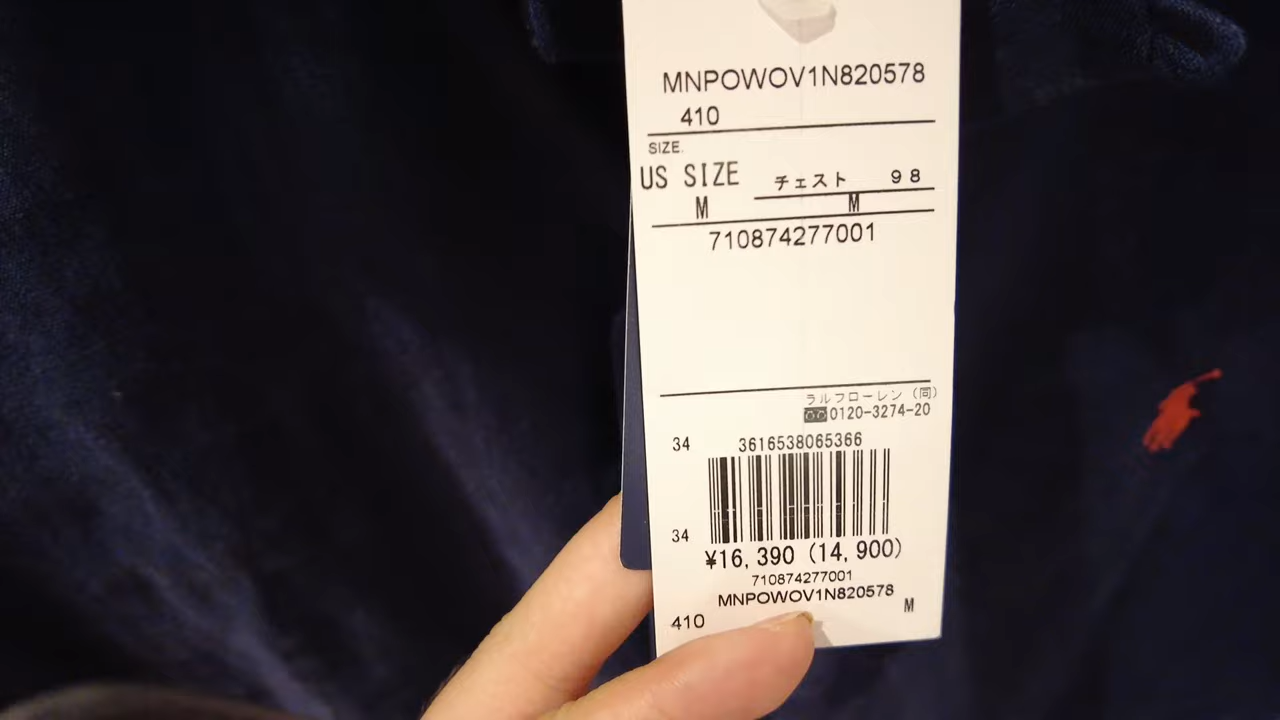 MNPOWOV1N820578
410
SIZE.
US SIZE チェスト 98
M M
710874277001
ラルフローレン (同)
0120-3274-20
34 3616538065366
34
¥16,390 (14,900)
710874277001
MNPOWOV1N820578
410 M